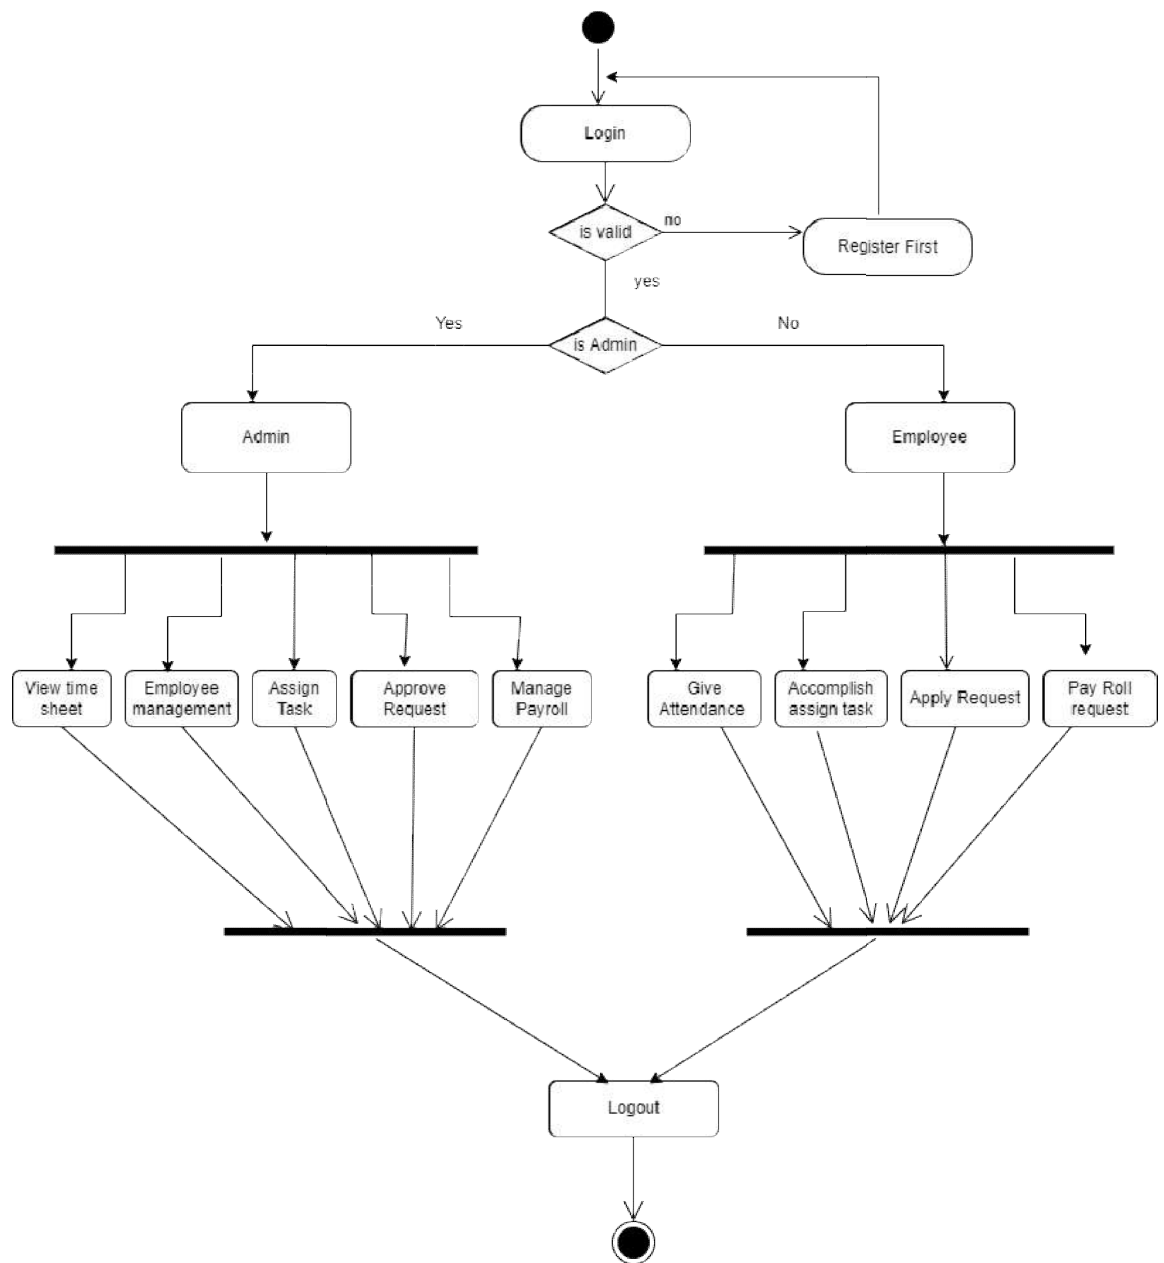 Login
is valid
no
Register First
yes
Yes
is Admin
No
Admin
Employee
View time
sheet
Employee
management
Assign
Task
Approve
Request
Manage
Payroll
Give
Attendance
Accomplish
assign task
Apply Request
Pay Roll
request
Logout